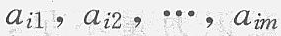 a_{i1}, a_{i2}, ⋯, a_{im}